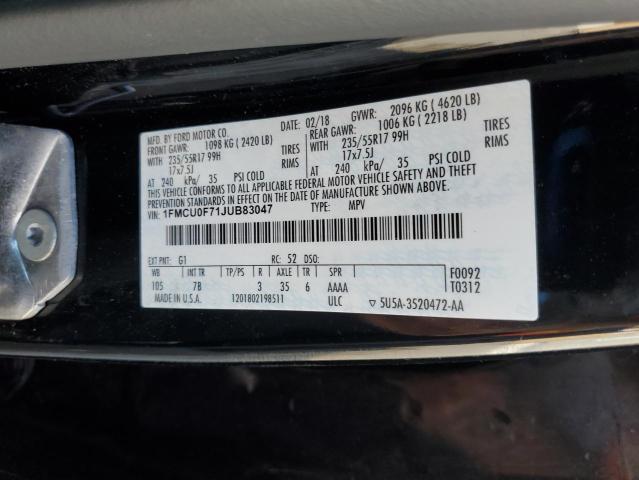 MFD. BY FORD MOTOR CO.
DATE: 02/18 GVWR: 2096 KG ( 4620 LB)
FRONT GAWR: 1098 KG ( 2420 LB) REAR GAWR: 1006 KG ( 2218 LB)
WITH 235/55R17 99H TIRES WITH 235/55R17 99H TIRES
17x7.5J RIMS 17x7.5J RIMS
AT 240 kPa/ 35 PSI COLD AT 240 kPa/ 35 PSI COLD
THIS VEHICLE CONFORMS TO ALL APPLICABLE FEDERAL MOTOR VEHICLE SAFETY AND THEFT
PREVENTION STANDARDS IN EFFECT ON THE DATE OF MANUFACTURE SHOWN ABOVE.
VIN: 1FMCU0F71JUB83047 TYPE: MPV
EXT PNT: G1 RC: 52 DSO:
WB INT TR TP/PS R AXLE TR SPR F0092
105 7B 3 35 6 AAAA T0312
MADE IN U.S.A. 1201802198511 ULC ▽ 5U5A-3520472-AA